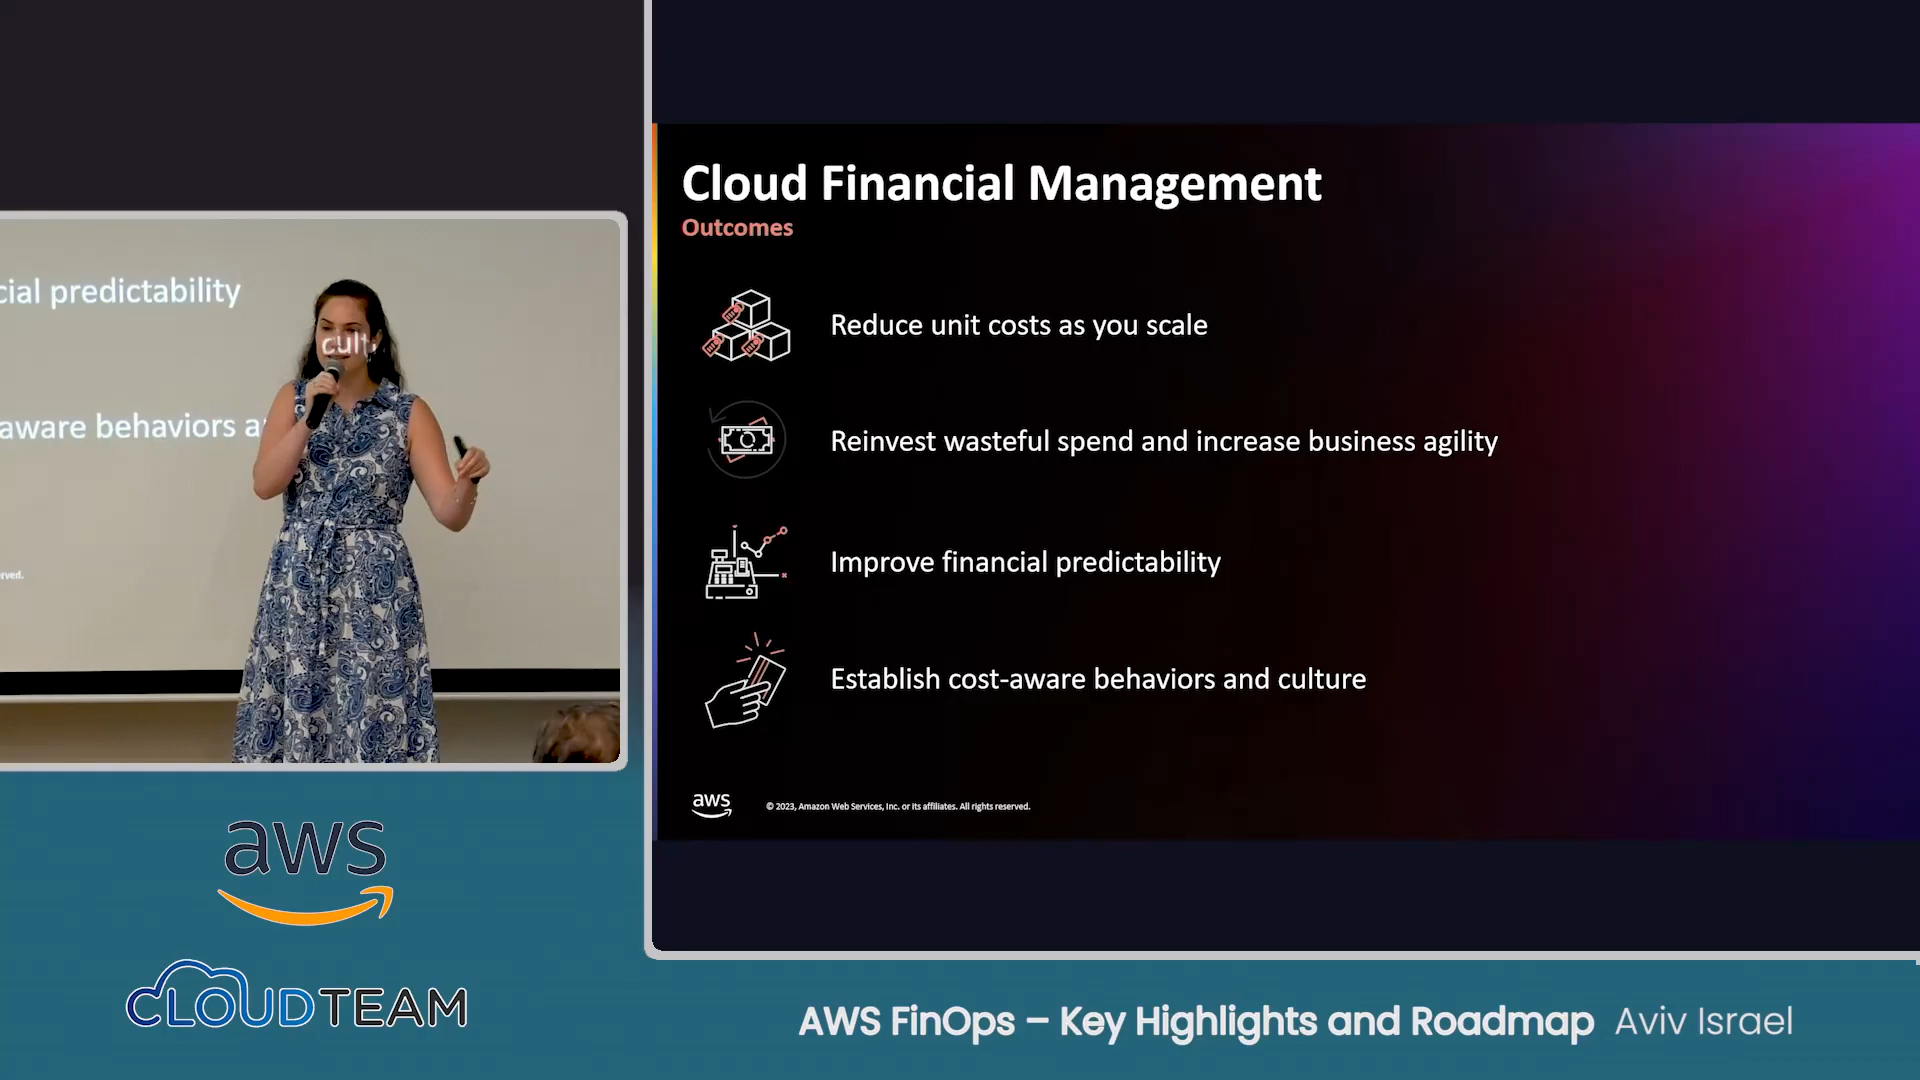 cial predictability
cult
aware behaviors a
rved.
aws
CLOUDTEAM
Cloud Financial Management
Outcomes
Reduce unit costs as you scale
Reinvest wasteful spend and increase business agility
Improve financial predictability
Establish cost-aware behaviors and culture
aws
© 2023, Amazon Web Services, Inc. or its affiliates. All rights reserved.
AWS FinOps – Key Highlights and Roadmap Aviv Israel